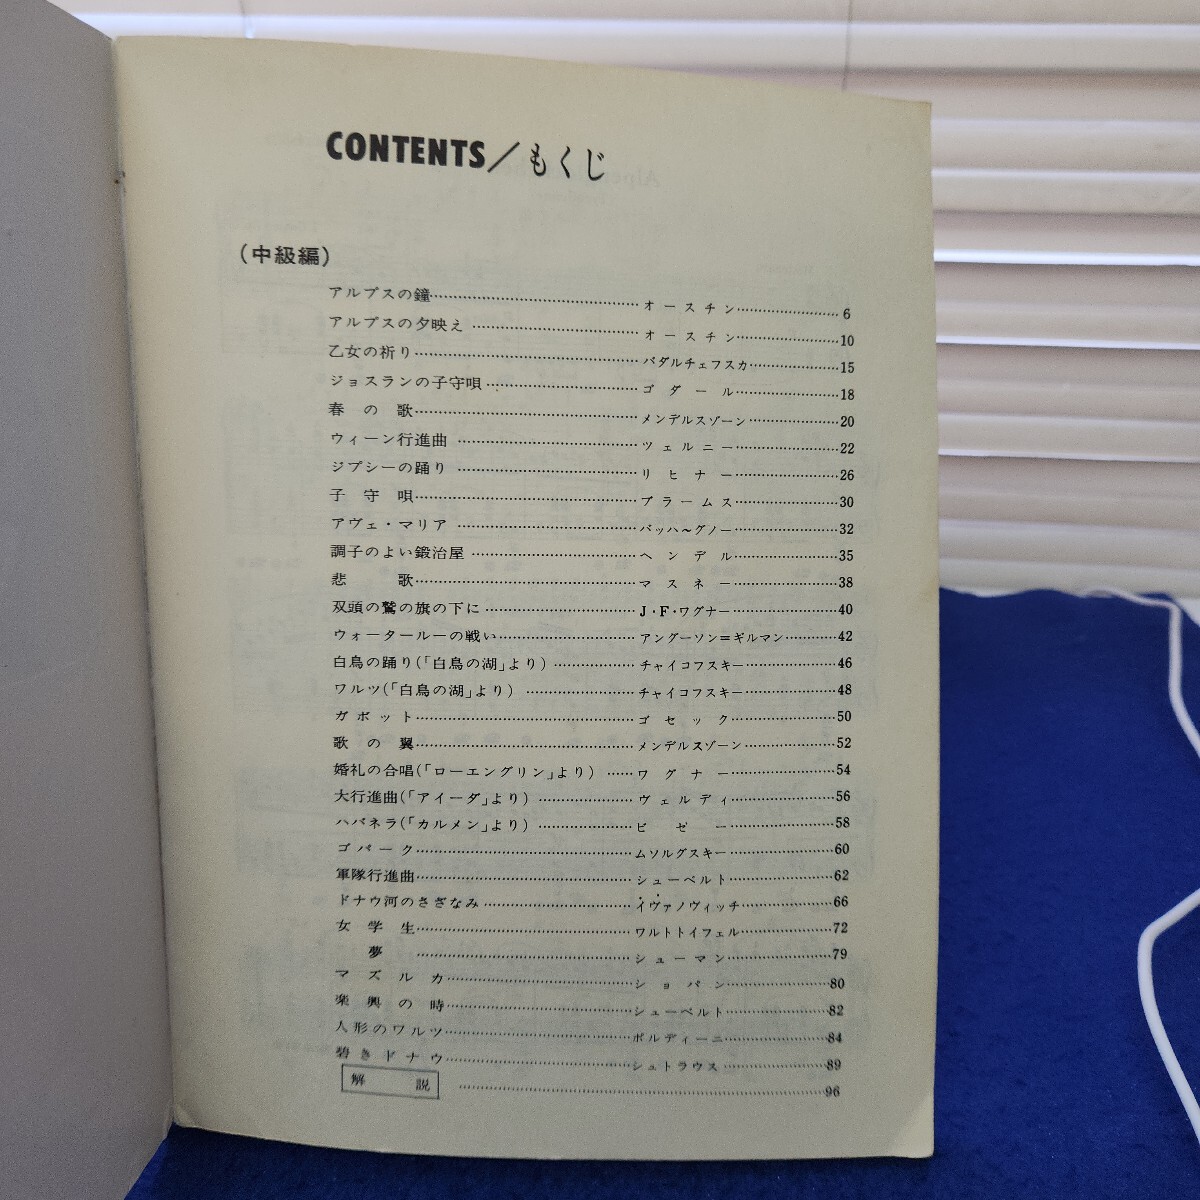 CONTENTS/もくじ
(中級編)
アルプスの鐘……………………………オースチン…………………6
アルプスの夕映え……………………オースチン…………………10
乙女の祈り……………………………バダルチェフスカ……………15
ジョスランの子守唄…………………ゴダール……………………18
春の歌…………………………………メンデルスゾーン……………20
ウィーン行進曲………………………ツェルニー…………………22
ジプシーの踊り………………………リヒナー……………………26
子守唄…………………………………ブラームス…………………30
アヴェ・マリア………………………バッハ〜グノー………………32
調子のよい鍛冶屋……………………ヘンデル……………………35
悲歌……………………………………マスネー……………………38
双頭の鷲の旗の下に…………………J・F・ワグナー………………40
ウォータールーの戦い………………アンダーソン=ギルマン………42
白鳥の踊り(「白鳥の湖」より)…………チャイコフスキー……………46
ワルツ(「白鳥の湖」より)………………チャイコフスキー……………48
ガボット………………………………ゴセック……………………50
歌の翼…………………………………メンデルスゾーン……………52
婚礼の合唱(「ローエングリン」より)……ワグナー……………………54
大行進曲(「アイーダ」より)……………ヴェルディ…………………56
ハバネラ(「カルメン」より)……………ビゼー………………………58
ゴパーク………………………………ムソルグスキー………………60
軍隊行進曲……………………………シューベルト…………………62
ドナウ河のさざなみ…………………イヴァノヴィッチ……………66
女学生…………………………………ワルトトイフェル……………72
夢………………………………………シューマン…………………79
マズルカ………………………………ショパン……………………80
楽興の時………………………………シューベルト…………………82
人形のワルツ…………………………ポルディーニ…………………84
碧きドナウ……………………………シュトラウス…………………89
解説……………………………………………………………………96